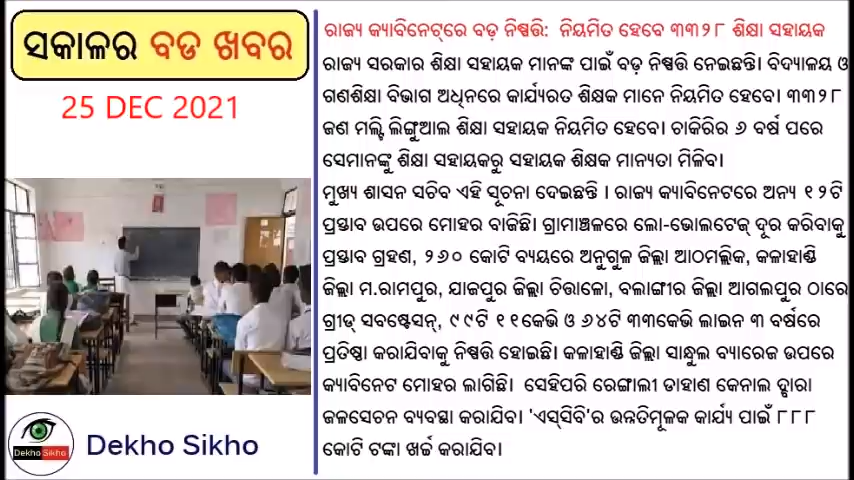 ସକାଳର ବଡ ଖବର
25 DEC 2021
ରାଜ୍ୟ କ୍ୟାବିନେଟ୍‌ରେ ବଡ଼ ନିଷ୍ପତ୍ତି: ନିୟମିତ ହେବେ ୩୩୨୮ ଶିକ୍ଷା ସହାୟକ
ରାଜ୍ୟ ସରକାର ଶିକ୍ଷା ସହାୟକ ମାନଙ୍କ ପାଇଁ ବଡ଼ ନିଷ୍ପତ୍ତି ନେଇଛନ୍ତି। ବିଦ୍ୟାଳୟ ଓ
ଗଣଶିକ୍ଷା ବିଭାଗ ଅଧିନରେ କାର୍ଯ୍ୟରତ ଶିକ୍ଷକ ମାନେ ନିୟମିତ ହେବେ। ୩୩୨୮
ଜଣ ମଲ୍ଟି ଲିଙ୍ଗୁଆଲ ଶିକ୍ଷା ସହାୟକ ନିୟମିତ ହେବେ। ଚାକିରିର ୬ ବର୍ଷ ପରେ
ସେମାନଙ୍କୁ ଶିକ୍ଷା ସହାୟକରୁ ସହାୟକ ଶିକ୍ଷକ ମାନ୍ୟତା ମିଳିବ।
ମୁଖ୍ୟ ଶାସନ ସଚିବ ଏହି ସୂଚନା ଦେଇଛନ୍ତି । ରାଜ୍ୟ କ୍ୟାବିନେଟରେ ଅନ୍ୟ ୧୨ଟି
ପ୍ରସ୍ତାବ ଉପରେ ମୋହର ବାଜିଛି। ଗ୍ରାମାଞ୍ଚଳରେ ଲୋ-ଭୋଲଟେଜ୍ ଦୂର କରିବାକୁ
ପ୍ରସ୍ତାବ ଗ୍ରହଣ, ୨୬୦ କୋଟି ବ୍ୟୟରେ ଅନୁଗୁଳ ଜିଲ୍ଲା ଆଠମଲ୍ଲିକ, କଳାହାଣ୍ଡି
ଜିଲ୍ଲା ମ.ରାମପୁର, ଯାଜପୁର ଜିଲ୍ଲା ଚିତ୍ତାଳୋ, ବଲାଙ୍ଗୀର ଜିଲ୍ଲା ଆଗଲପୁର ଠାରେ
ଗ୍ରୀଡ୍ ସବଷ୍ଟେସନ୍, ୯୯ଟି ୧୧କେଭି ଓ ୬୪ଟି ୩୩କେଭି ଲାଇନ ୩ ବର୍ଷରେ
ପ୍ରତିଷ୍ଠା କରାଯିବାକୁ ନିଷ୍ପତ୍ତି ହୋଇଛି। କଳାହାଣ୍ଡି ଜିଲ୍ଲା ସାନ୍ଧୁଲ ବ୍ୟାରେଜ ଉପରେ
କ୍ୟାବିନେଟ ମୋହର ଲାଗିଛି। ସେହିପରି ରେଙ୍ଗାଲୀ ଡାହାଣ କେନାଲ ଦ୍ବାରା
ଜଳସେଚନ ବ୍ୟବସ୍ଥା କରାଯିବ। 'ଏସ୍‌ସିବି'ର ଉନ୍ନତିମୂଳକ କାର୍ଯ୍ୟ ପାଇଁ ୮୮୮
କୋଟି ଟଙ୍କା ଖର୍ଚ୍ଚ କରାଯିବ।
Dekho Sikho
Dekho Sikho